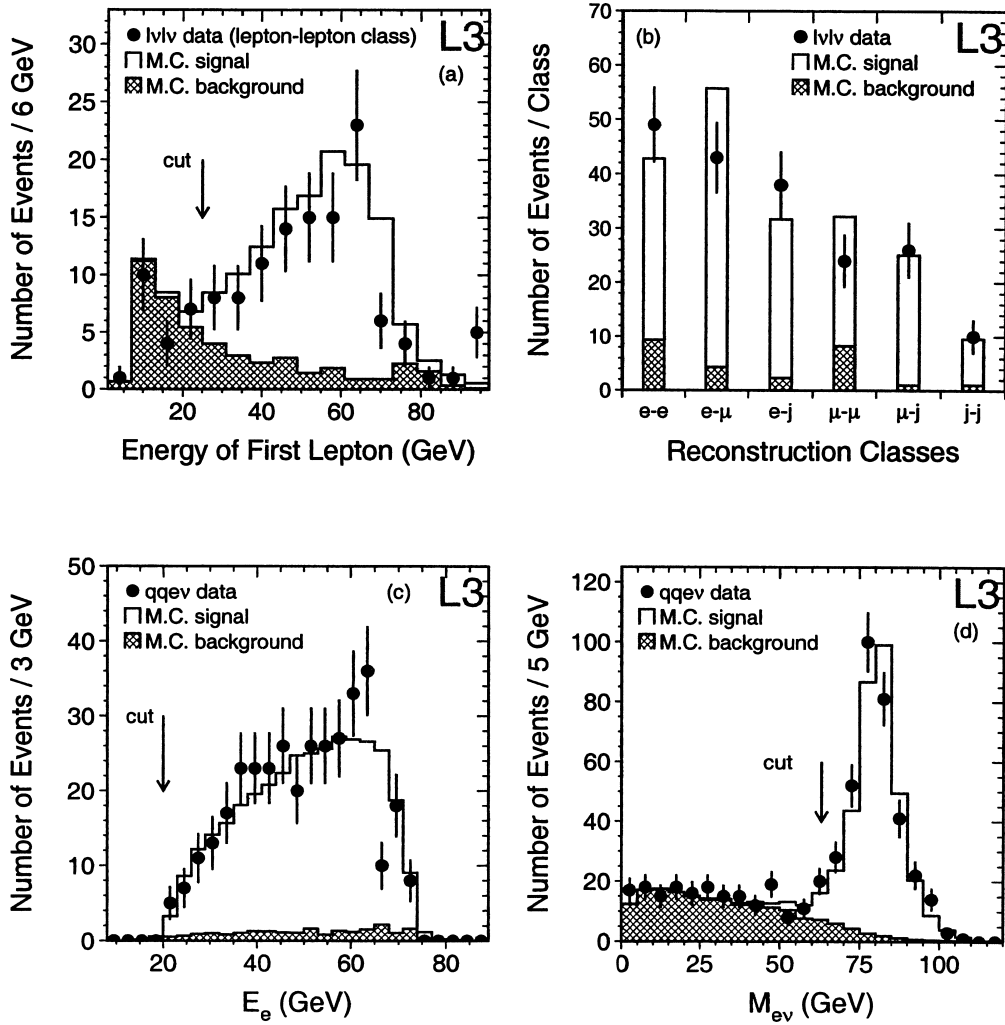 L3
(a)
lνlν data (lepton-lepton class)
M.C. signal
M.C. background
cut
Number of Events / 6 GeV
0
5
10
15
20
25
30
20
40
60
80
Energy of First Lepton (GeV)
L3
(b)
lνlν data
M.C. signal
M.C. background
Number of Events / Class
0
10
20
30
40
50
60
70
e-e
e-μ
e-j
μ-μ
μ-j
j-j
Reconstruction Classes
L3
(c)
qqeν data
M.C. signal
M.C. background
cut
Number of Events / 3 GeV
0
10
20
30
40
50
20
40
60
80
Ee (GeV)
L3
(d)
qqeν data
M.C. signal
M.C. background
cut
Number of Events / 5 GeV
0
20
40
60
80
100
120
0
25
50
75
100
Meν (GeV)